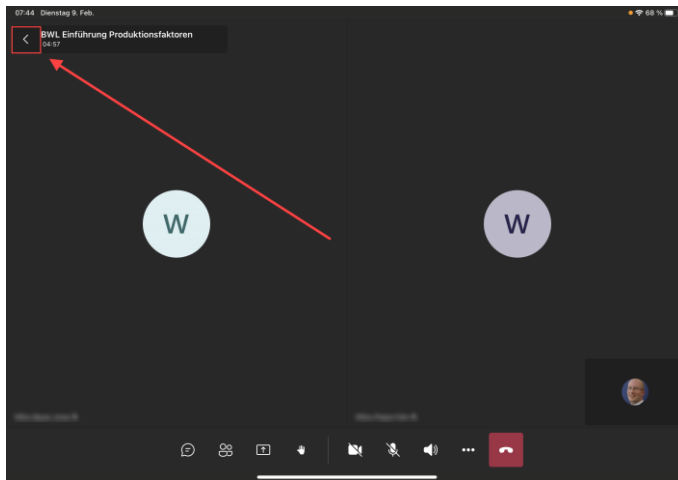 07:44 Dienstag 9. Feb.
68 %
BWL Einführung Produktionsfaktoren
04:57
W
W